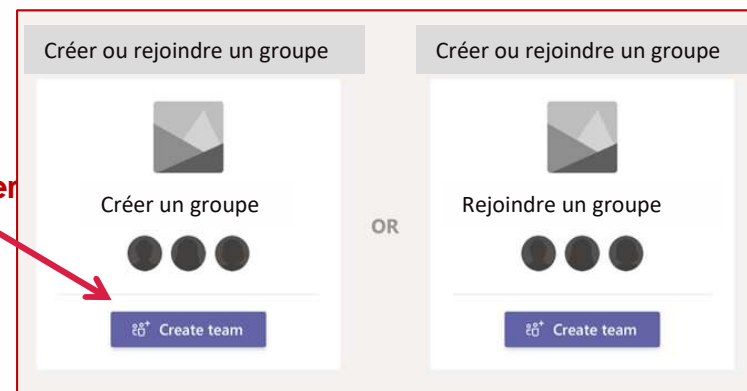 Créer ou rejoindre un groupe
Créer un groupe
Create team
OR
Créer ou rejoindre un groupe
Rejoindre un groupe
Create team